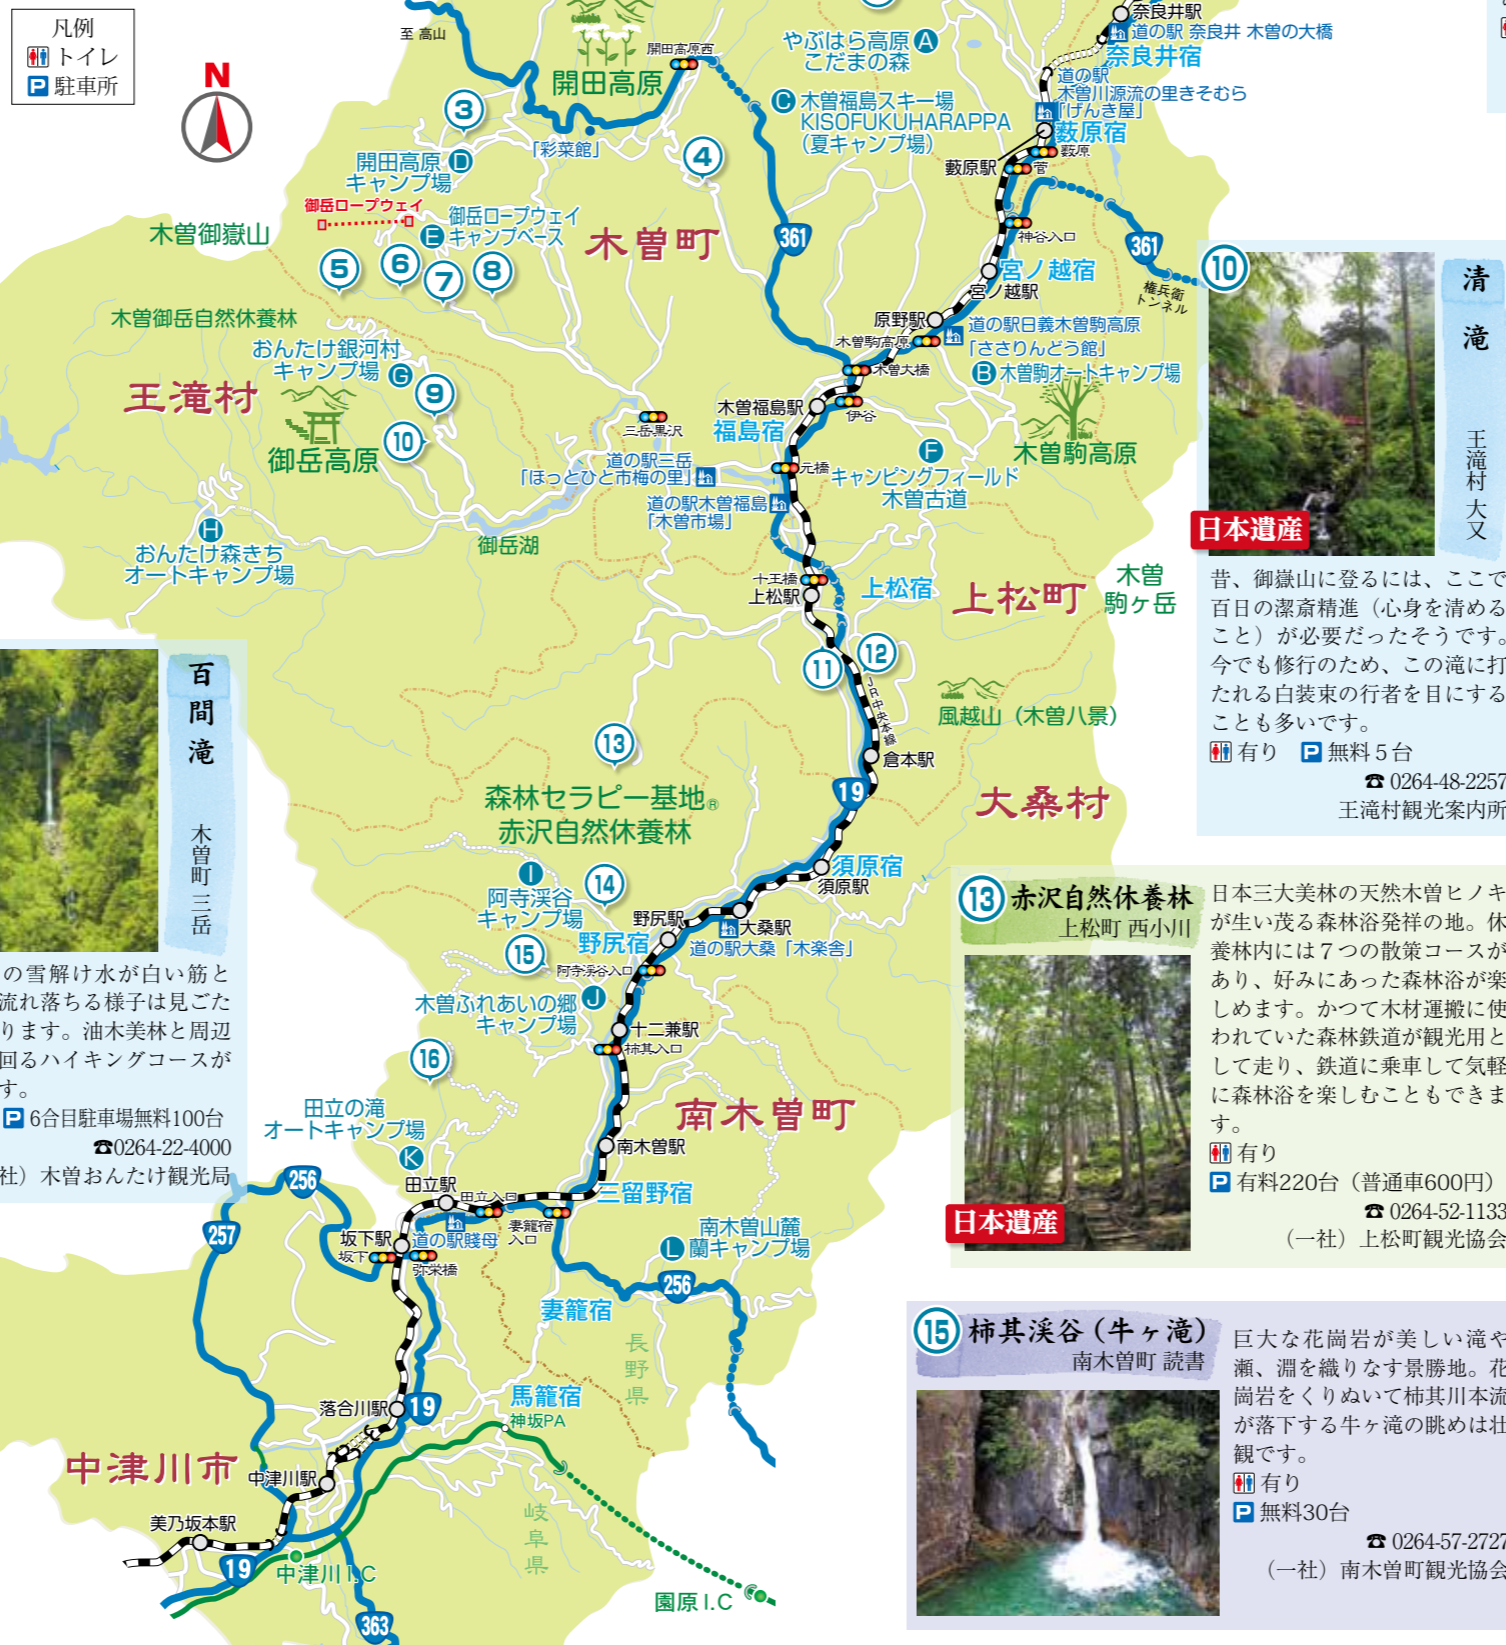 凡例
トイレ
P 駐車所
N
至 高山
開田高原西
開田高原
「彩菜館」
3
4
開田高原 D
キャンプ場
御岳ロープウェイ
御岳ロープウェイ
E キャンプベース
木曽御嶽山
5
6
7
8
木曽町
やぶはら高原 A
こだまの森
C 木曽福島スキー場
KISOFUKUHARAPPA
（夏キャンプ場）
奈良井駅
道の駅 奈良井 木曽の大橋
奈良井宿
道の駅
木曽川源流の里きそむら
「げんき屋」
藪原宿
藪原
藪原駅
菅
神谷入口
361
361
権兵衛
トンネル
宮ノ越宿
宮ノ越駅
原野駅
道の駅日義木曽駒高原
「ささりんどう館」
木曽駒高原
木曽大橋
B 木曽駒オートキャンプ場
伊谷
木曽福島駅
福島宿
木曽駒高原
木曽御岳自然休養林
おんたけ銀河村
キャンプ場 G
王滝村
9
10
御岳高原
三岳黒沢
道の駅三岳
「ほっとひと市梅の里」
元橋
道の駅木曽福島
「木曽市場」
F
キャンピングフィールド
木曽古道
H
おんたけ森きち
オートキャンプ場
御岳湖
十王橋
上松駅
上松宿
上松町
木曽
駒ヶ岳
11
12
JR中央本線
風越山（木曽八景）
倉本駅
13
森林セラピー基地®
赤沢自然休養林
19
大桑村
須原宿
須原駅
I
阿寺渓谷
キャンプ場
14
野尻駅
野尻宿
大桑駅
道の駅大桑「木楽舎」
15
阿寺渓谷入口
木曽ふれあいの郷 J
キャンプ場
十二兼駅
柿其入口
16
南木曽町
田立の滝
オートキャンプ場
K
南木曽駅
田立駅
田立入口
三留野宿
256
257
坂下駅
坂下
道の駅賤母
弥栄橋
妻籠宿
入口
南木曽山麓
L 蘭キャンプ場
256
妻籠宿
長野県
馬籠宿
神坂PA
落合川駅
19
中津川市
中津川駅
美乃坂本駅
19
中津川I.C
岐阜県
園原I.C
363
百間滝
木曽町 三岳
の雪解け水が白い筋と
流れ落ちる様子は見ごた
ります。油木美林と周辺
回るハイキングコースが
す。
P 6合目駐車場無料100台
☎0264-22-4000
社）木曽おんたけ観光局
10
清滝
王滝村 大又
日本遺産
昔、御嶽山に登るには、ここで
百日の潔斎精進（心身を清める
こと）が必要だったそうです。
今でも修行のため、この滝に打
たれる白装束の行者を目にする
ことも多いです。
有り P 無料５台
☎ 0264-48-2257
王滝村観光案内所
13 赤沢自然休養林
上松町 西小川
日本遺産
日本三大美林の天然木曽ヒノキ
が生い茂る森林浴発祥の地。休
養林内には７つの散策コースが
あり、好みにあった森林浴が楽
しめます。かつて木材運搬に使
われていた森林鉄道が観光用と
して走り、鉄道に乗車して気軽
に森林浴を楽しむこともできま
す。
有り
P 有料220台（普通車600円）
☎ 0264-52-1133
（一社）上松町観光協会
15 柿其渓谷（牛ヶ滝）
南木曽町 読書
巨大な花崗岩が美しい滝や
瀬、淵を織りなす景勝地。花
崗岩をくりぬいて柿其川本流
が落下する牛ヶ滝の眺めは壮
観です。
有り
P 無料30台
☎ 0264-57-2727
（一社）南木曽町観光協会